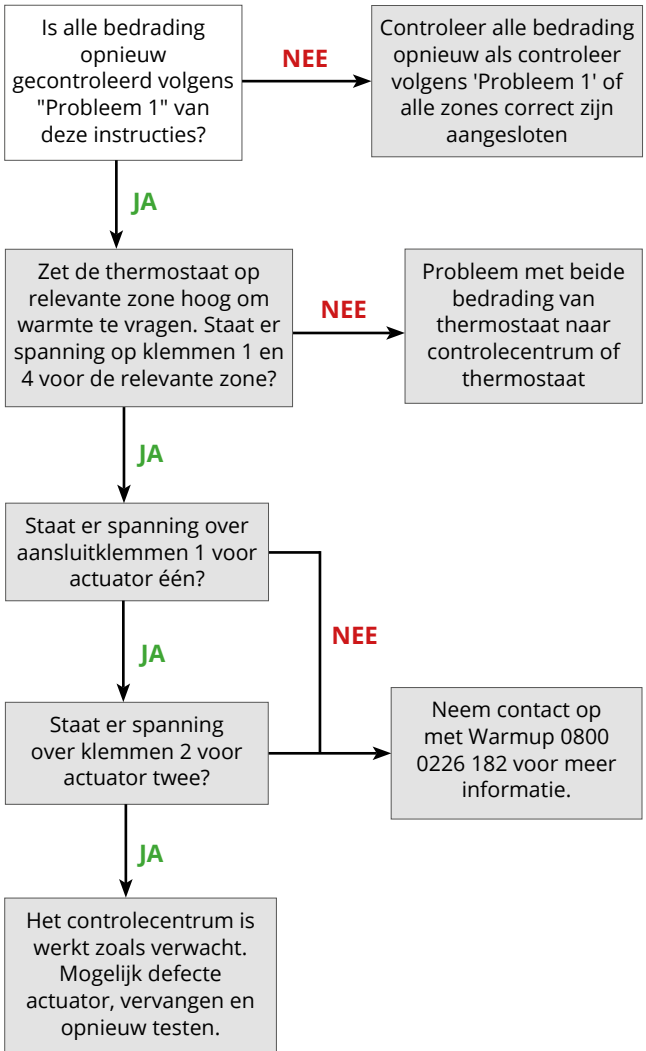 Is alle bedrading
opnieuw
gecontroleerd volgens
"Probleem 1" van
deze instructies?
NEE
Controleer alle bedrading
opnieuw als controleer
volgens 'Probleem 1' of
alle zones correct zijn
aangesloten
JA
Zet de thermostaat op
relevante zone hoog om
warmte te vragen. Staat er
spanning op klemmen 1 en
4 voor de relevante zone?
NEE
Probleem met beide
bedrading van
thermostaat naar
controlecentrum of
thermostaat
JA
Staat er spanning over
aansluitklemmen 1 voor
actuator één?
NEE
JA
Staat er spanning
over klemmen 2 voor
actuator twee?
Neem contact op
met Warmup 0800
0226 182 voor meer
informatie.
JA
Het controlecentrum is
werkt zoals verwacht.
Mogelijk defecte
actuator, vervangen en
opnieuw testen.